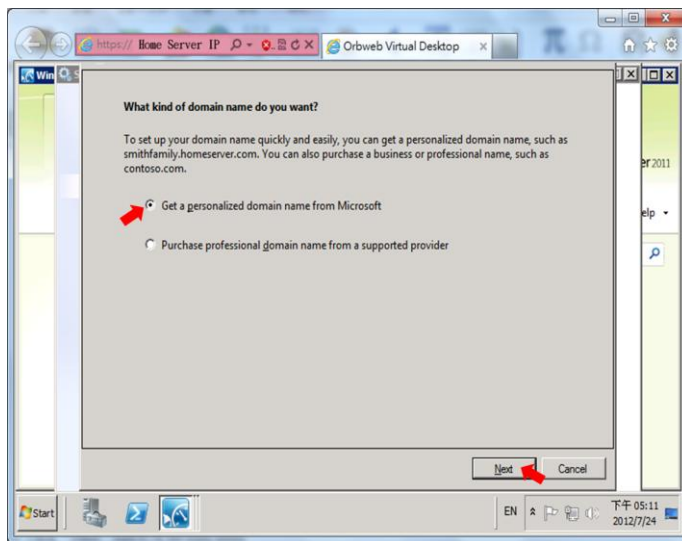 https:// Home Server IP
Orbweb Virtual Desktop
Win
What kind of domain name do you want?
To set up your domain name quickly and easily, you can get a personalized domain name, such as
smithfamily.homeserver.com. You can also purchase a business or professional name, such as
contoso.com.
er 2011
Get a personalized domain name from Microsoft
elp
Purchase professional domain name from a supported provider
Next
Cancel
Start
EN
下午 05:11
2012/7/24